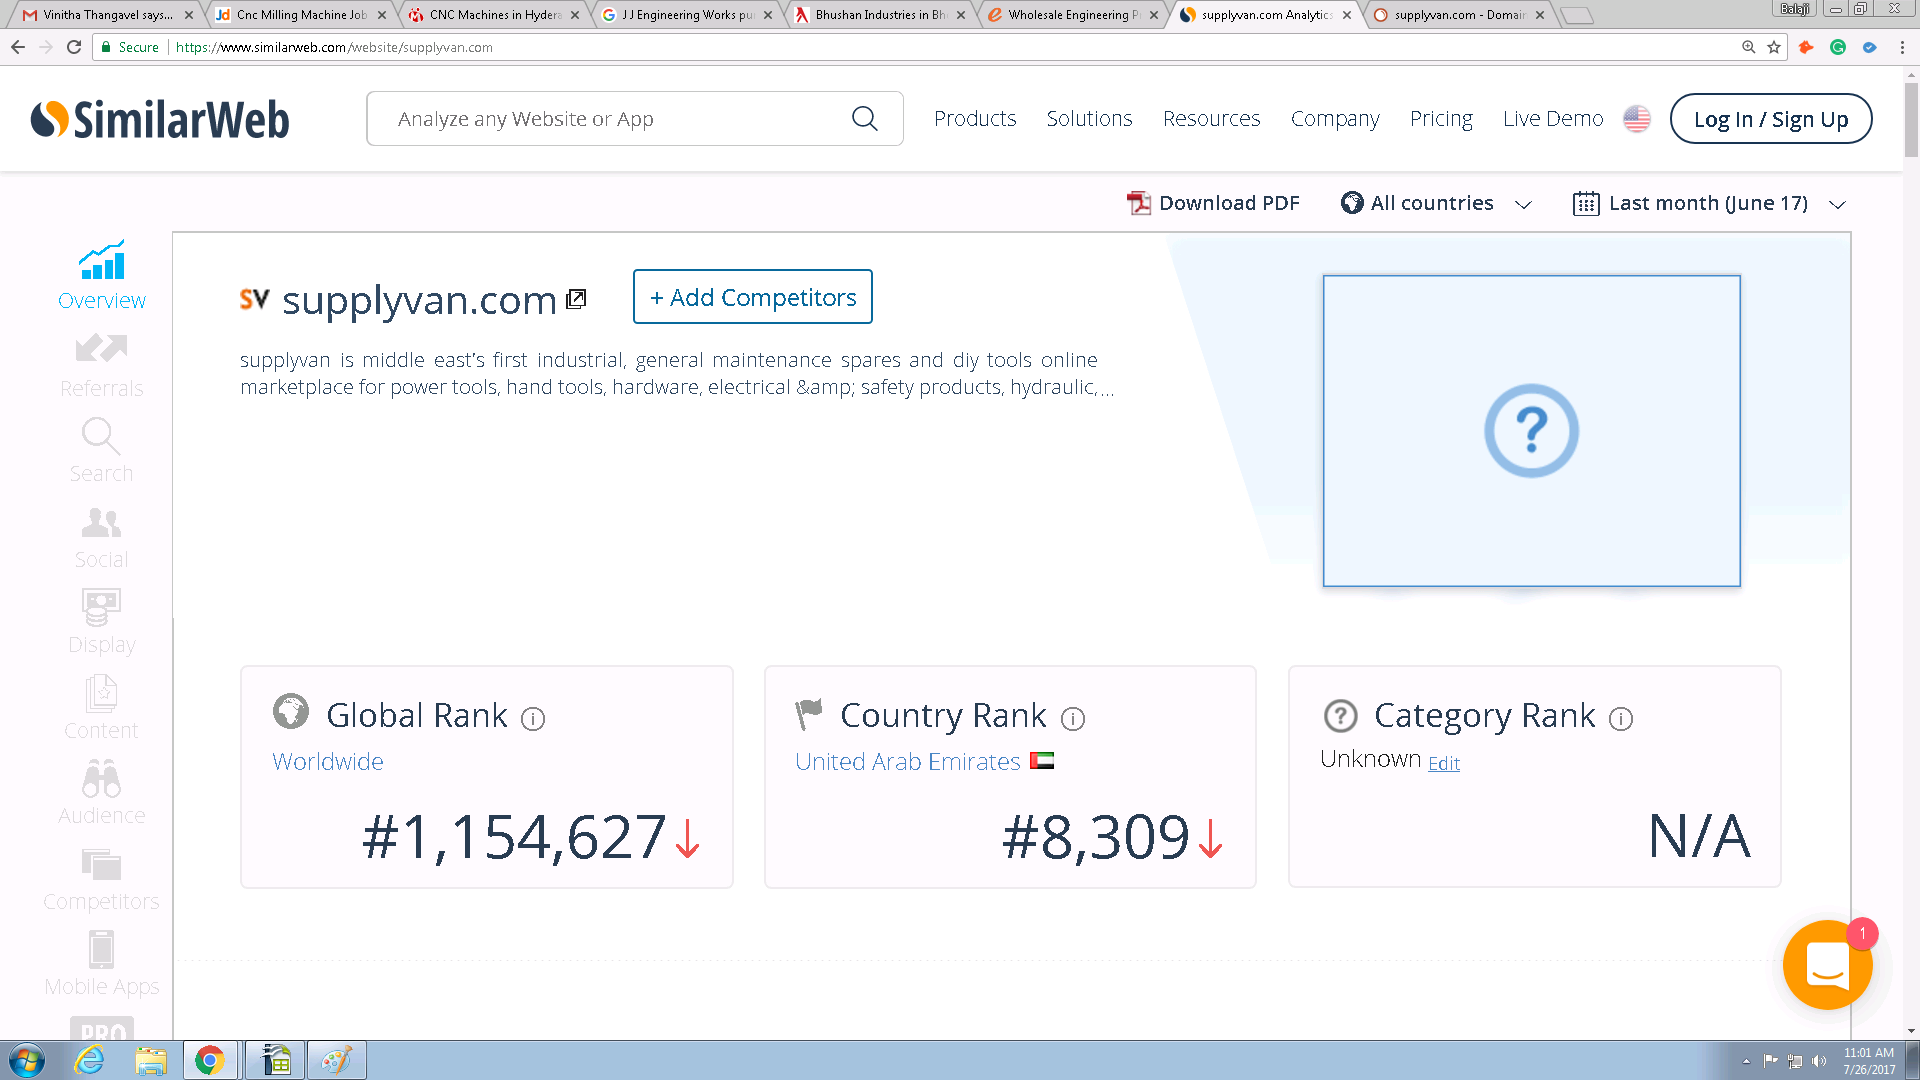 Vinitha Thangavel says...
Cnc Milling Machine Job
CNC Machines in Hydera
J J Engineering Works pu
Bhushan Industries in Bh
Wholesale Engineering P
supplyvan.com Analytics
supplyvan.com - Domain
Balaji
Secure
https://www.similarweb.com/website/supplyvan.com
SimilarWeb
Analyze any Website or App
Products
Solutions
Resources
Company
Pricing
Live Demo
Log In / Sign Up
Download PDF
All countries
Last month (June 17)
Overview
Referrals
Search
Social
Display
Content
Audience
Competitors
Mobile Apps
PRO
SV supplyvan.com
+ Add Competitors
supplyvan is middle east's first industrial, general maintenance spares and diy tools online
marketplace for power tools, hand tools, hardware, electrical &amp; safety products, hydraulic,...
?
Global Rank
Worldwide
#1,154,627
Country Rank
United Arab Emirates
#8,309
? Category Rank
Unknown Edit
N/A
1
11:01 AM
7/26/2017